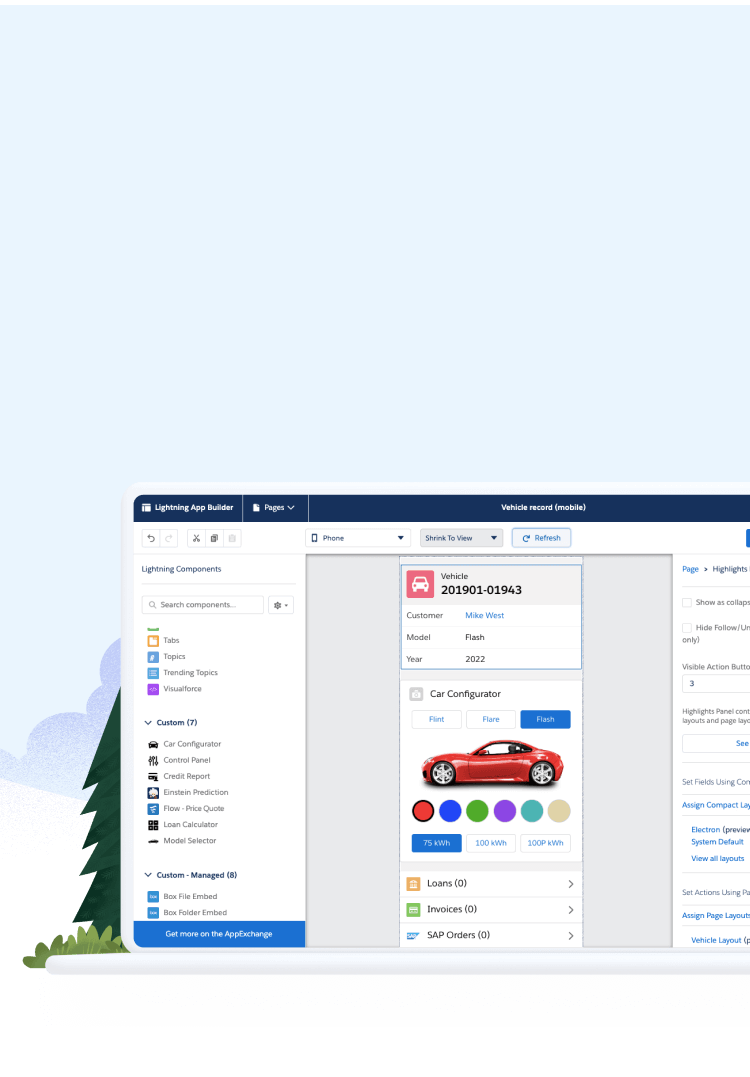 Lightning App Builder
Pages
Vehicle record (mobile)
Phone
Shrink To View
Refresh
Lightning Components
Search components...
Tabs
Topics
Trending Topics
Visualforce
Custom (7)
Car Configurator
Control Panel
Credit Report
Einstein Prediction
Flow - Price Quote
Loan Calculator
Model Selector
Custom - Managed (8)
box
Box File Embed
box
Box Folder Embed
Get more on the AppExchange
Vehicle
201901-01943
Customer Mike West
Model Flash
Year 2022
Car Configurator
Flint Flare Flash
75 kWh 100 kWh 100P kWh
Loans (0)
Invoices (0)
SAP
SAP Orders (0)
Page > Highlights
Show as collaps
Hide Follow/Un
only)
Visible Action Butto
3
Highlights Panel cont
layouts and page layo
See
Set Fields Using Con
Assign Compact Lay
Electron (preview
System Default
View all layouts
Set Actions Using Pa
Assign Page Layouts
Vehicle Layout (p